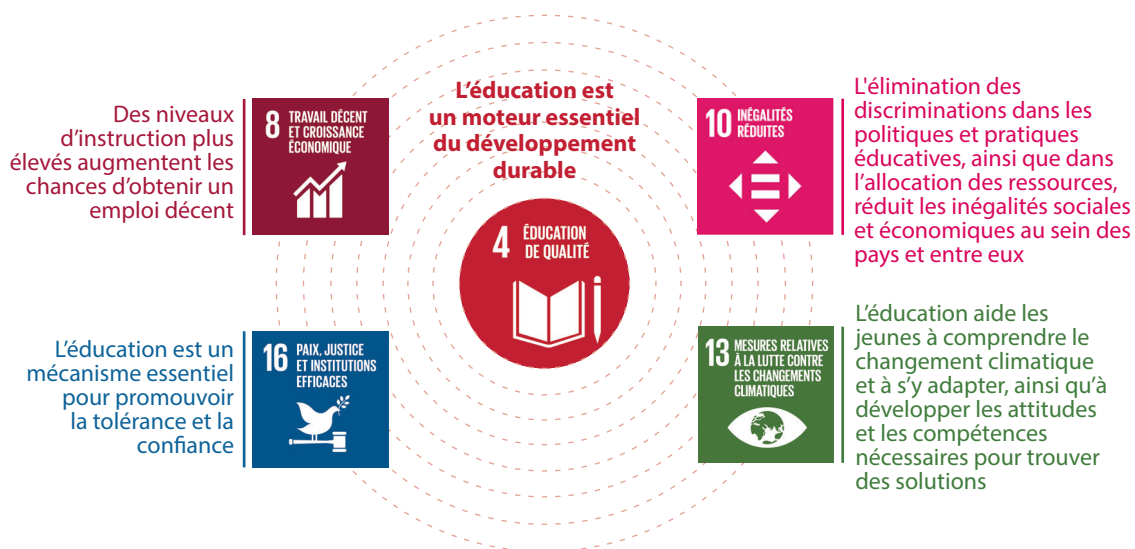 L'éducation est
un moteur essentiel
du développement
durable
4 ÉDUCATION
DE QUALITÉ
Des niveaux
d'instruction plus
élevés augmentent les
chances d'obtenir un
emploi décent
8 TRAVAIL DÉCENT
ET CROISSANCE
ÉCONOMIQUE
10 INÉGALITÉS
RÉDUITES
L'élimination des
discriminations dans les
politiques et pratiques
éducatives, ainsi que dans
l'allocation des ressources,
réduit les inégalités sociales
et économiques au sein des
pays et entre eux
L'éducation est un
mécanisme essentiel
pour promouvoir
la tolérance et la
confiance
16 PAIX, JUSTICE
ET INSTITUTIONS
EFFICACES
13 MESURES RELATIVES
À LA LUTTE CONTRE
LES CHANGEMENTS
CLIMATIQUES
L'éducation aide les
jeunes à comprendre le
changement climatique
et à s'y adapter, ainsi qu'à
développer les attitudes
et les compétences
nécessaires pour trouver
des solutions